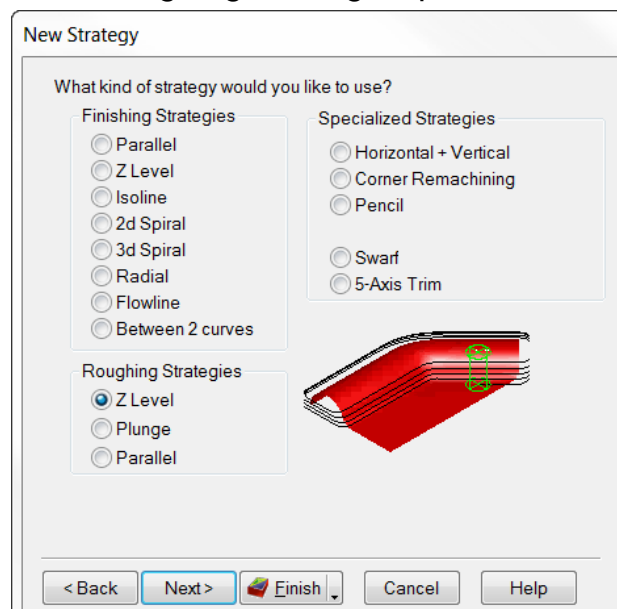 New Strategy
What kind of strategy would you like to use?
Finishing Strategies
Parallel
Z Level
Isoline
2d Spiral
3d Spiral
Radial
Flowline
Between 2 curves
Roughing Strategies
Z Level
Plunge
Parallel
Specialized Strategies
Horizontal + Vertical
Corner Remachining
Pencil
Swarf
5-Axis Trim
< Back Next > Finish Cancel Help